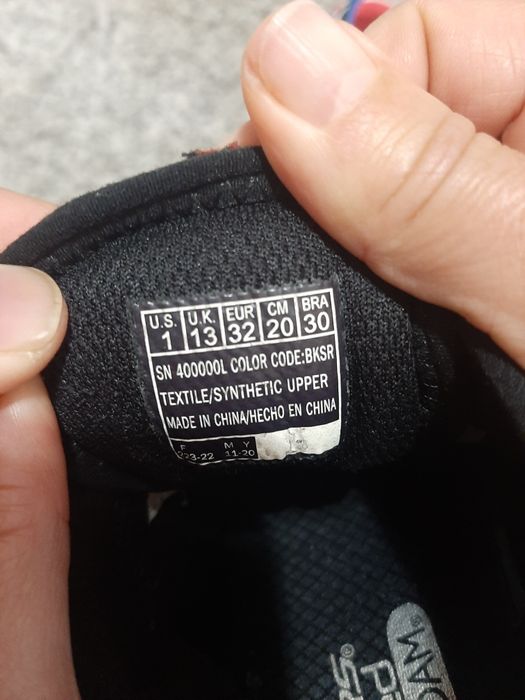 U.S. U.K. EUR CM BRA
1 13 32 20 30
SN 400000L COLOR CODE:BKSR
TEXTILE/SYNTHETIC UPPER
MADE IN CHINA/HECHO EN CHINA
F M Y
11-20